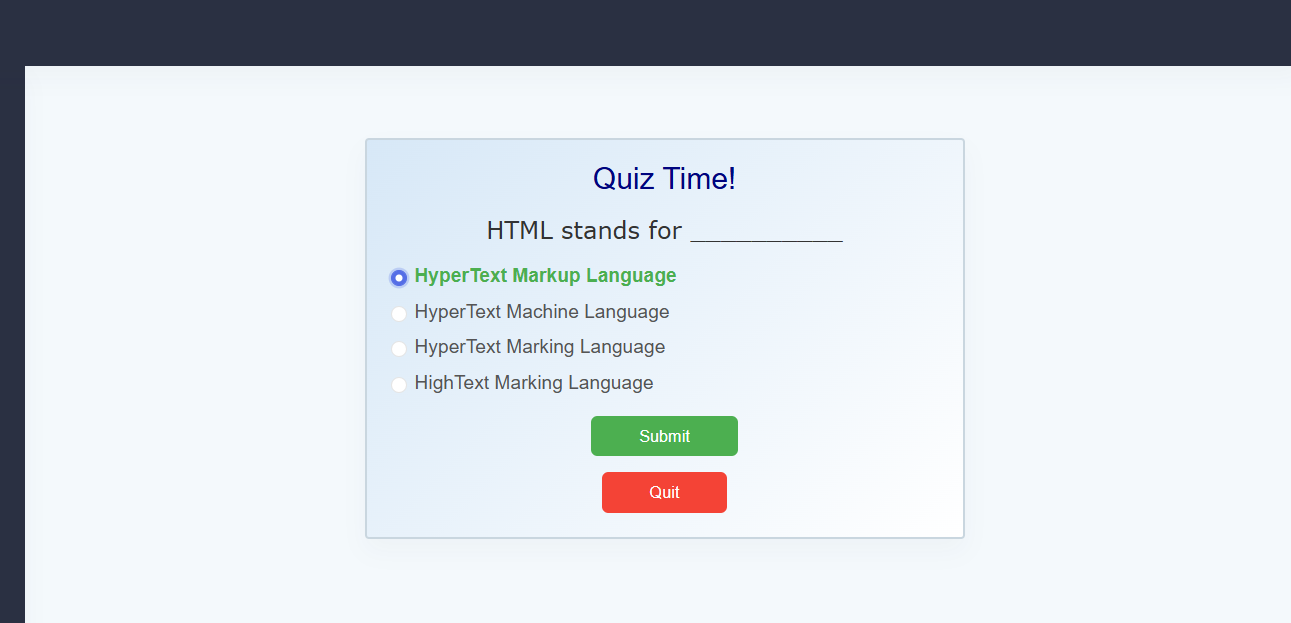 Quiz Time!
HTML stands for __________
HyperText Markup Language
HyperText Machine Language
HyperText Marking Language
HighText Marking Language
Submit
Quit